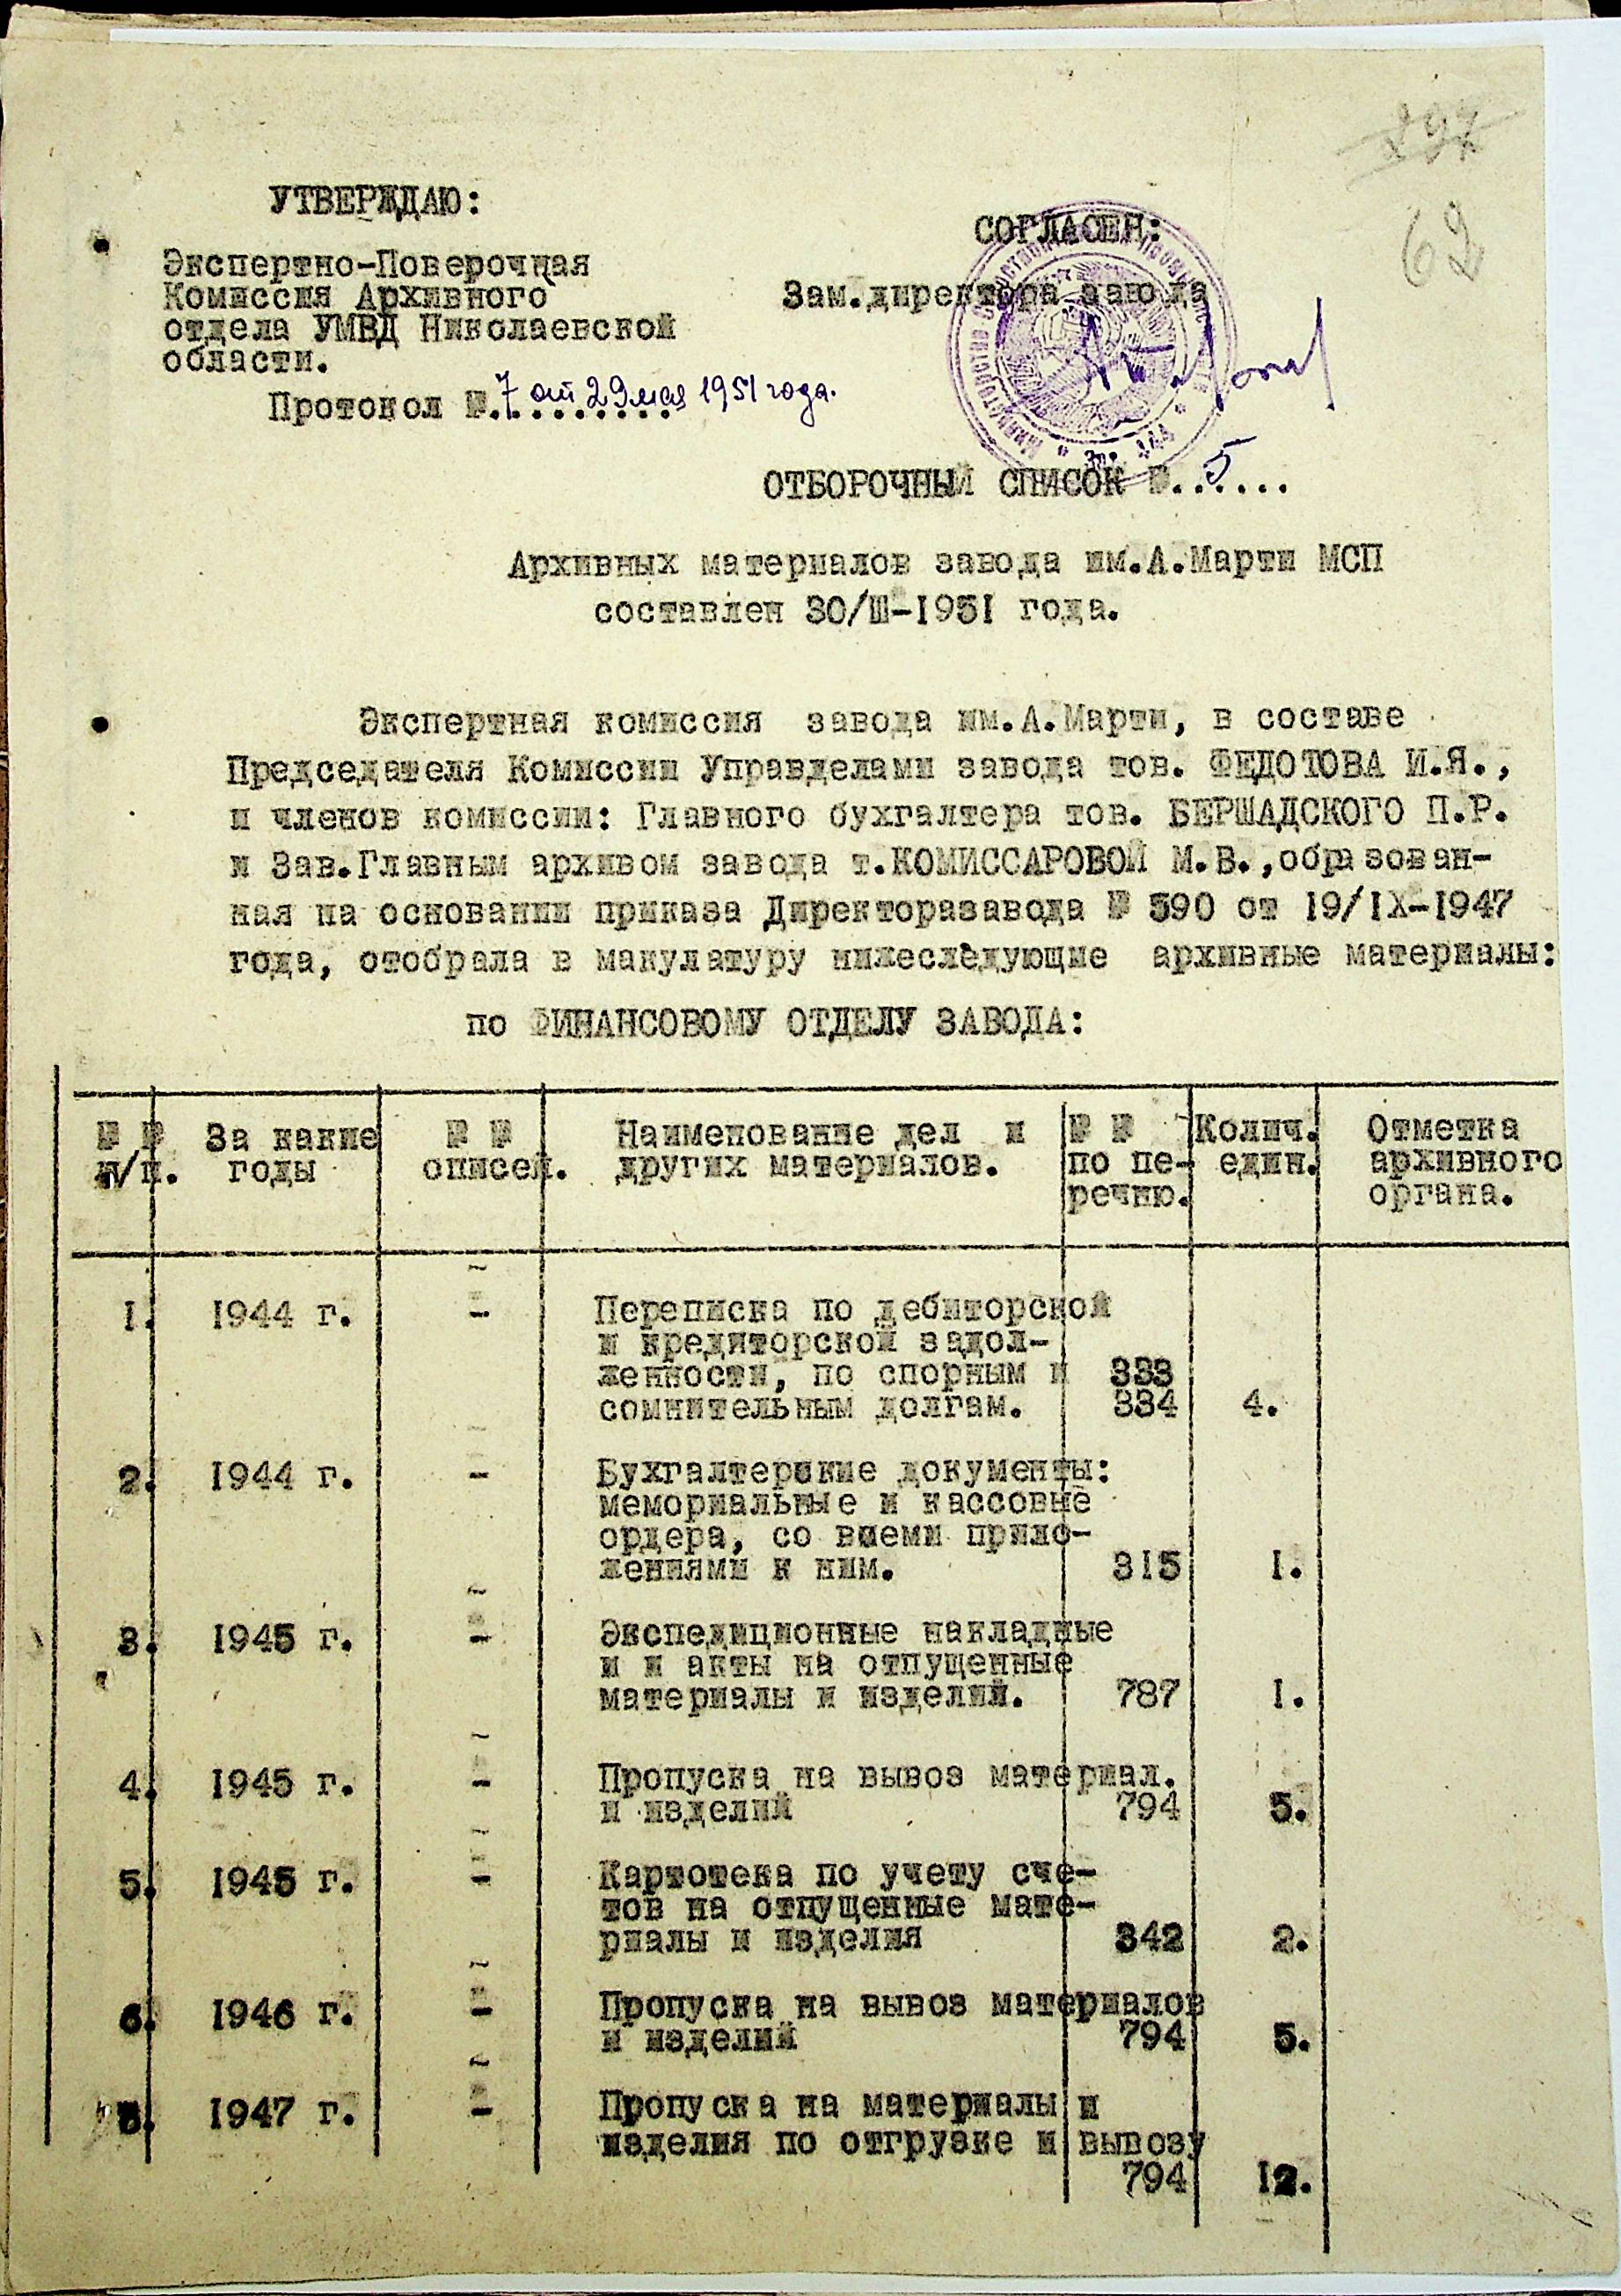 297
62
УТВЕРЖДАЮ:
Экспертно-Поверочная
Комиссия Архивного
отдела УМВД Николаевской
области.
Протокол №.7 от 29 мая 1951 года.
СОГЛАСЕН:
Зам.директора завода
ОТБОРОЧНЫЙ СПИСОК №. 5......
Архивных материалов завода им.А.Марти МСП
составлен 30/Ш-1951 года.
Экспертная комиссия завода им.А.Марти, в составе
Председателя Комиссии Управделами завода тов. ФЕДОТОВА И.Я.,
и членов комиссии: Главного бухгалтера тов. БЕРШАДСКОГО П.Р.
и Зав.Главным архивом завода т.КОМИССАРОВОЙ М.В.,образован-
ная на основании приказа Директоразавода № 590 от 19/IX-1947
года, отобрала в макулатуру нижеследующие архивные материалы:
по ФИНАНСОВОМУ ОТДЕЛУ ЗАВОДА:
№ № п/п.
За какие годы
№ № описей.
Наименование дел и других материалов.
№ № по пе-речню.
Колич. един.
Отметка архивного органа.
1. 1944 г. - Переписка по дебиторской
и кредиторской задол-
женности, по спорным и 333
сомнительным долгам. 334 4.
2. 1944 г. - Бухгалтерские документы:
мемориальные и кассовые
ордера, со всеми прило-
жениями к ним. 315 1.
3. 1945 г. - Экспедиционные накладные
и и акты на отпущенные
материалы и изделий. 787 1.
4. 1945 г. - Пропуска на вывоз материал.
и изделий 794 5.
5. 1945 г. - Картотека по учету сче-
тов на отпущенные мате-
риалы и изделия 342 2.
6. 1946 г. - Пропуска на вывоз материалов
и изделий 794 5.
1947 г. - Пропуска на материалы и
изделия по отгрузке и вывозу
794 12.